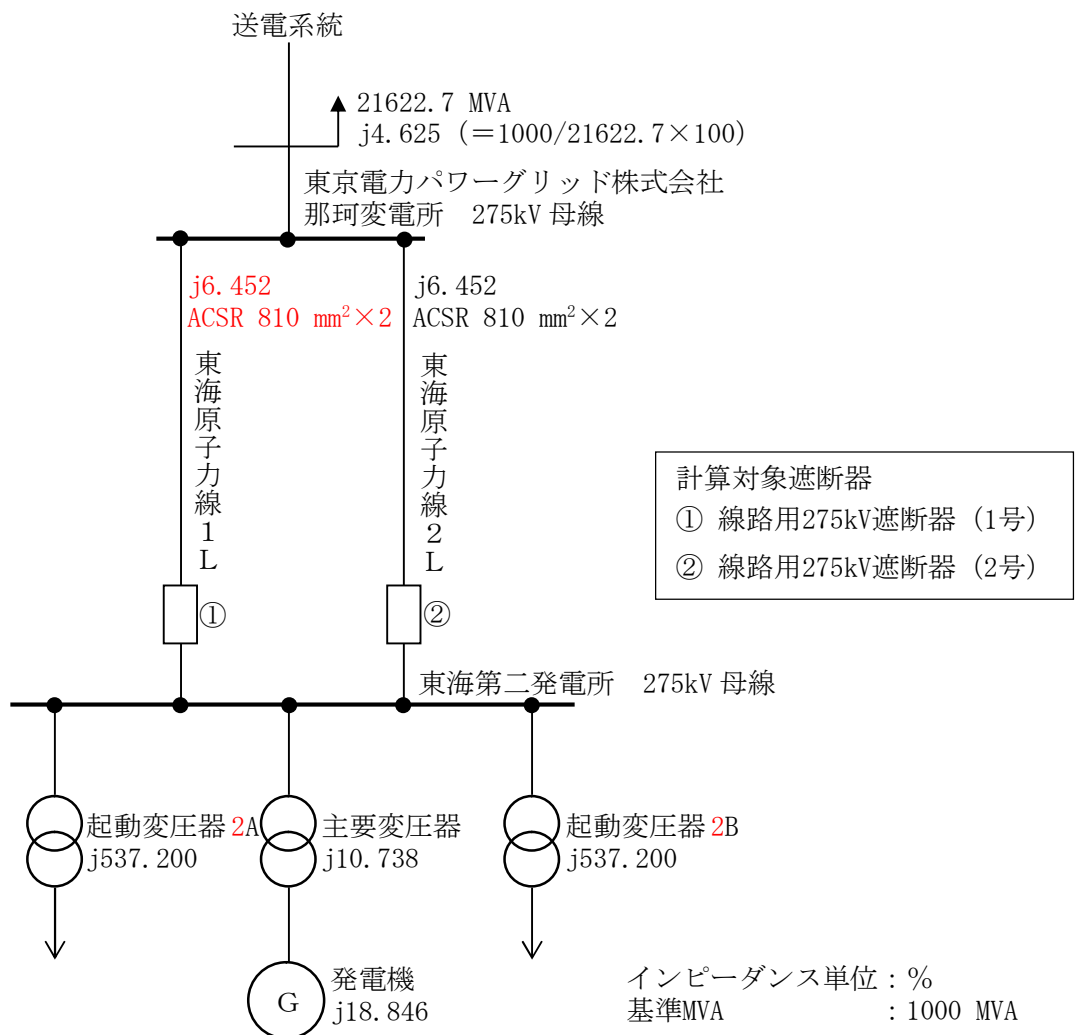 送電系統
21622.7 MVA
j4.625 (=1000/21622.7×100)
東京電力パワーグリッド株式会社
那珂変電所 275kV 母線
j6.452
ACSR 810 mm²×2
j6.452
ACSR 810 mm²×2
東海原子力線1L
東海原子力線2L
計算対象遮断器
① 線路用275kV遮断器 (1号)
② 線路用275kV遮断器 (2号)
①
②
東海第二発電所 275kV 母線
起動変圧器 2A
j537.200
主要変圧器
j10.738
起動変圧器 2B
j537.200
G
発電機
j18.846
インピーダンス単位:%
基準MVA :1000 MVA